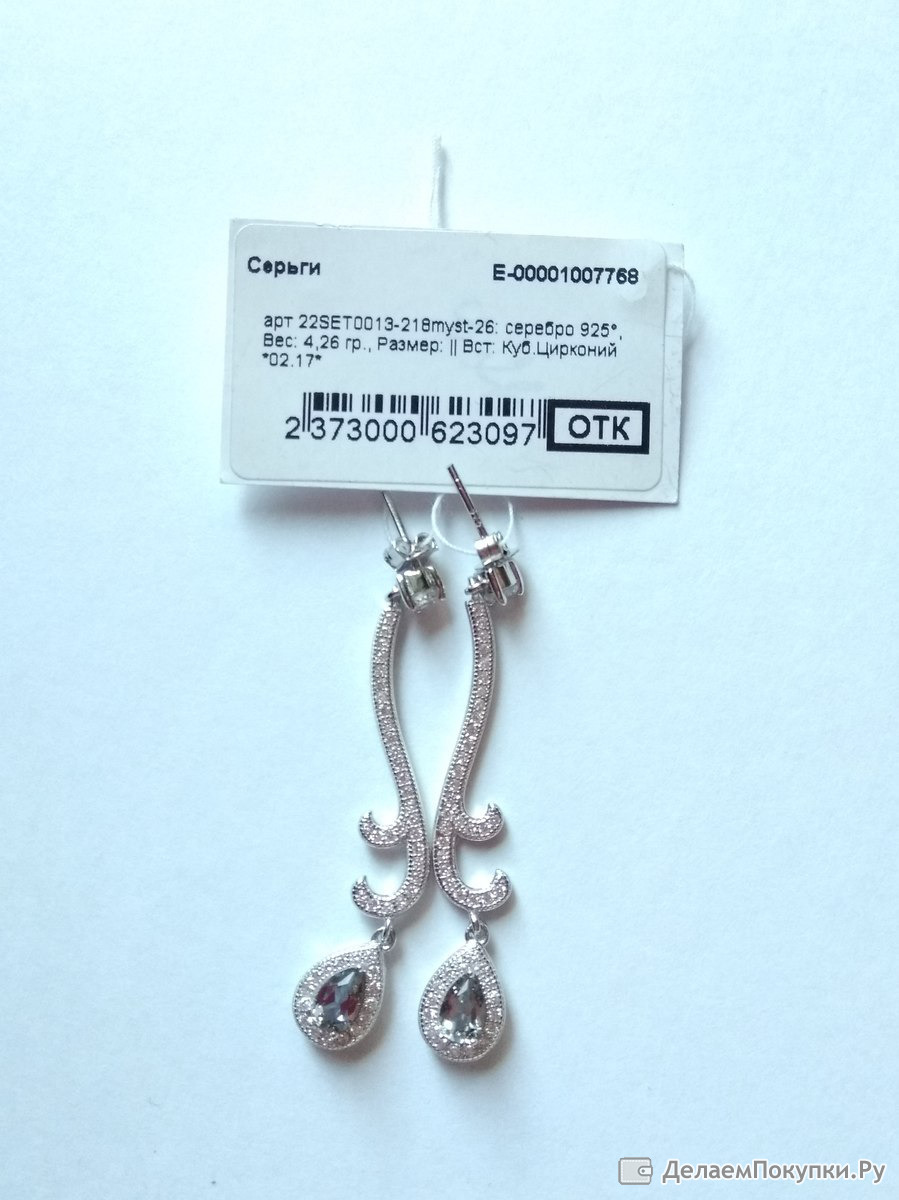 Серьги E-00001007768
арт 22SET0013-218myst-26: серебро 925°,
Вес: 4,26 гр., Размер: || Вст: Куб.Цирконий
*02.17*
2 373000 623097 ОТК
ДелаемПокупки.Ру